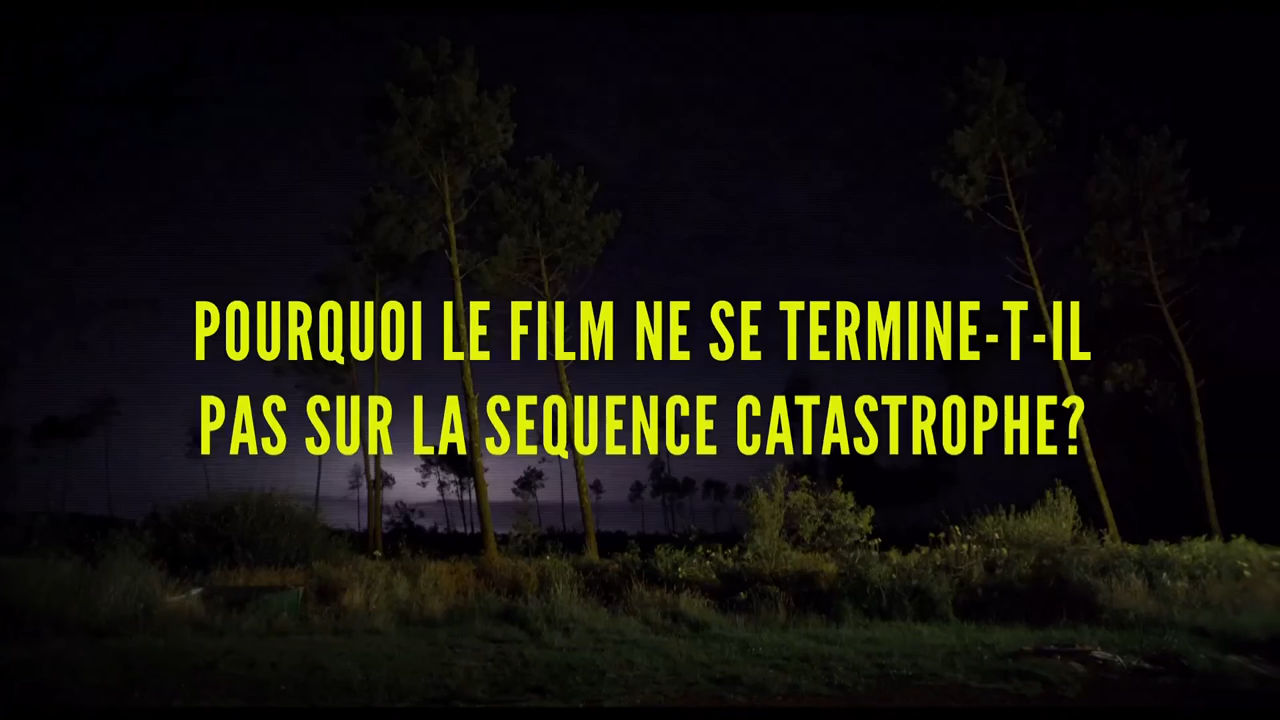 POURQUOI LE FILM NE SE TERMINE-T-IL
PAS SUR LA SEQUENCE CATASTROPHE?